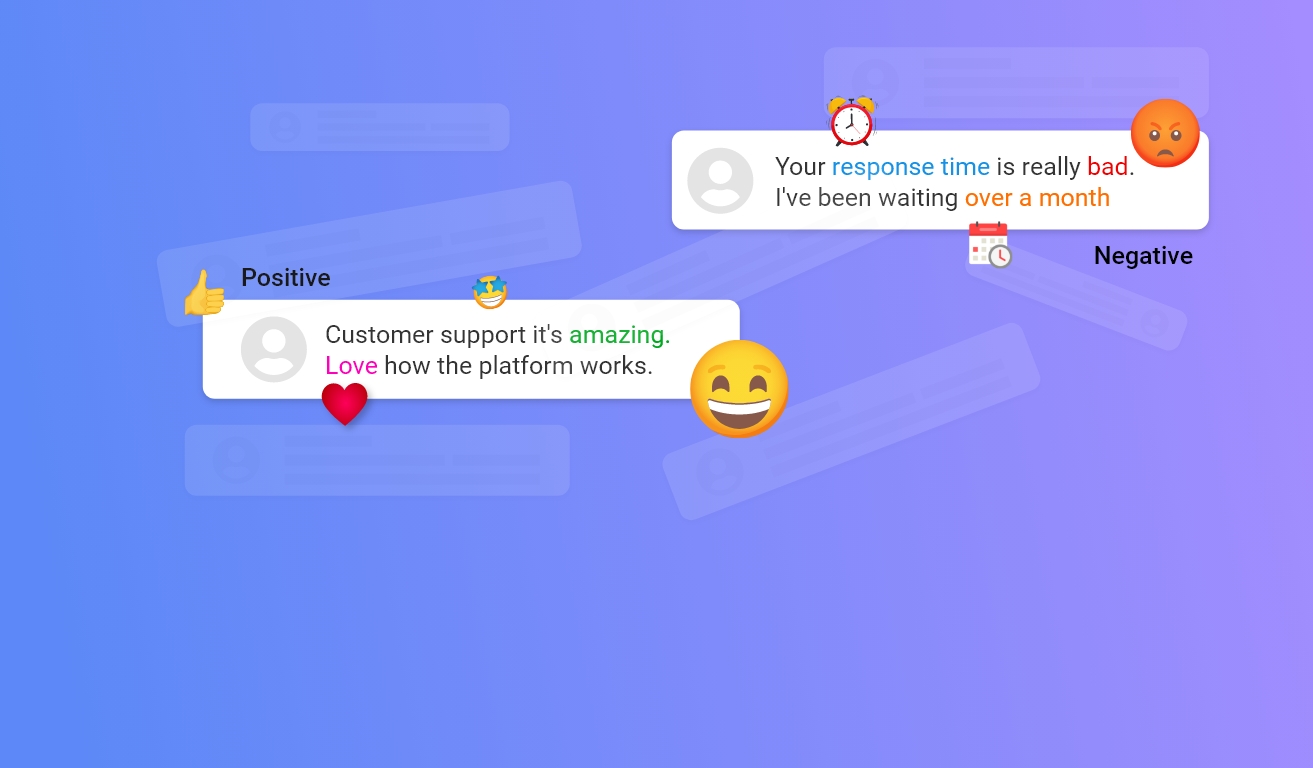 Your response time is really bad.
I've been waiting over a month
Negative
Positive
Customer support it's amazing.
Love how the platform works.